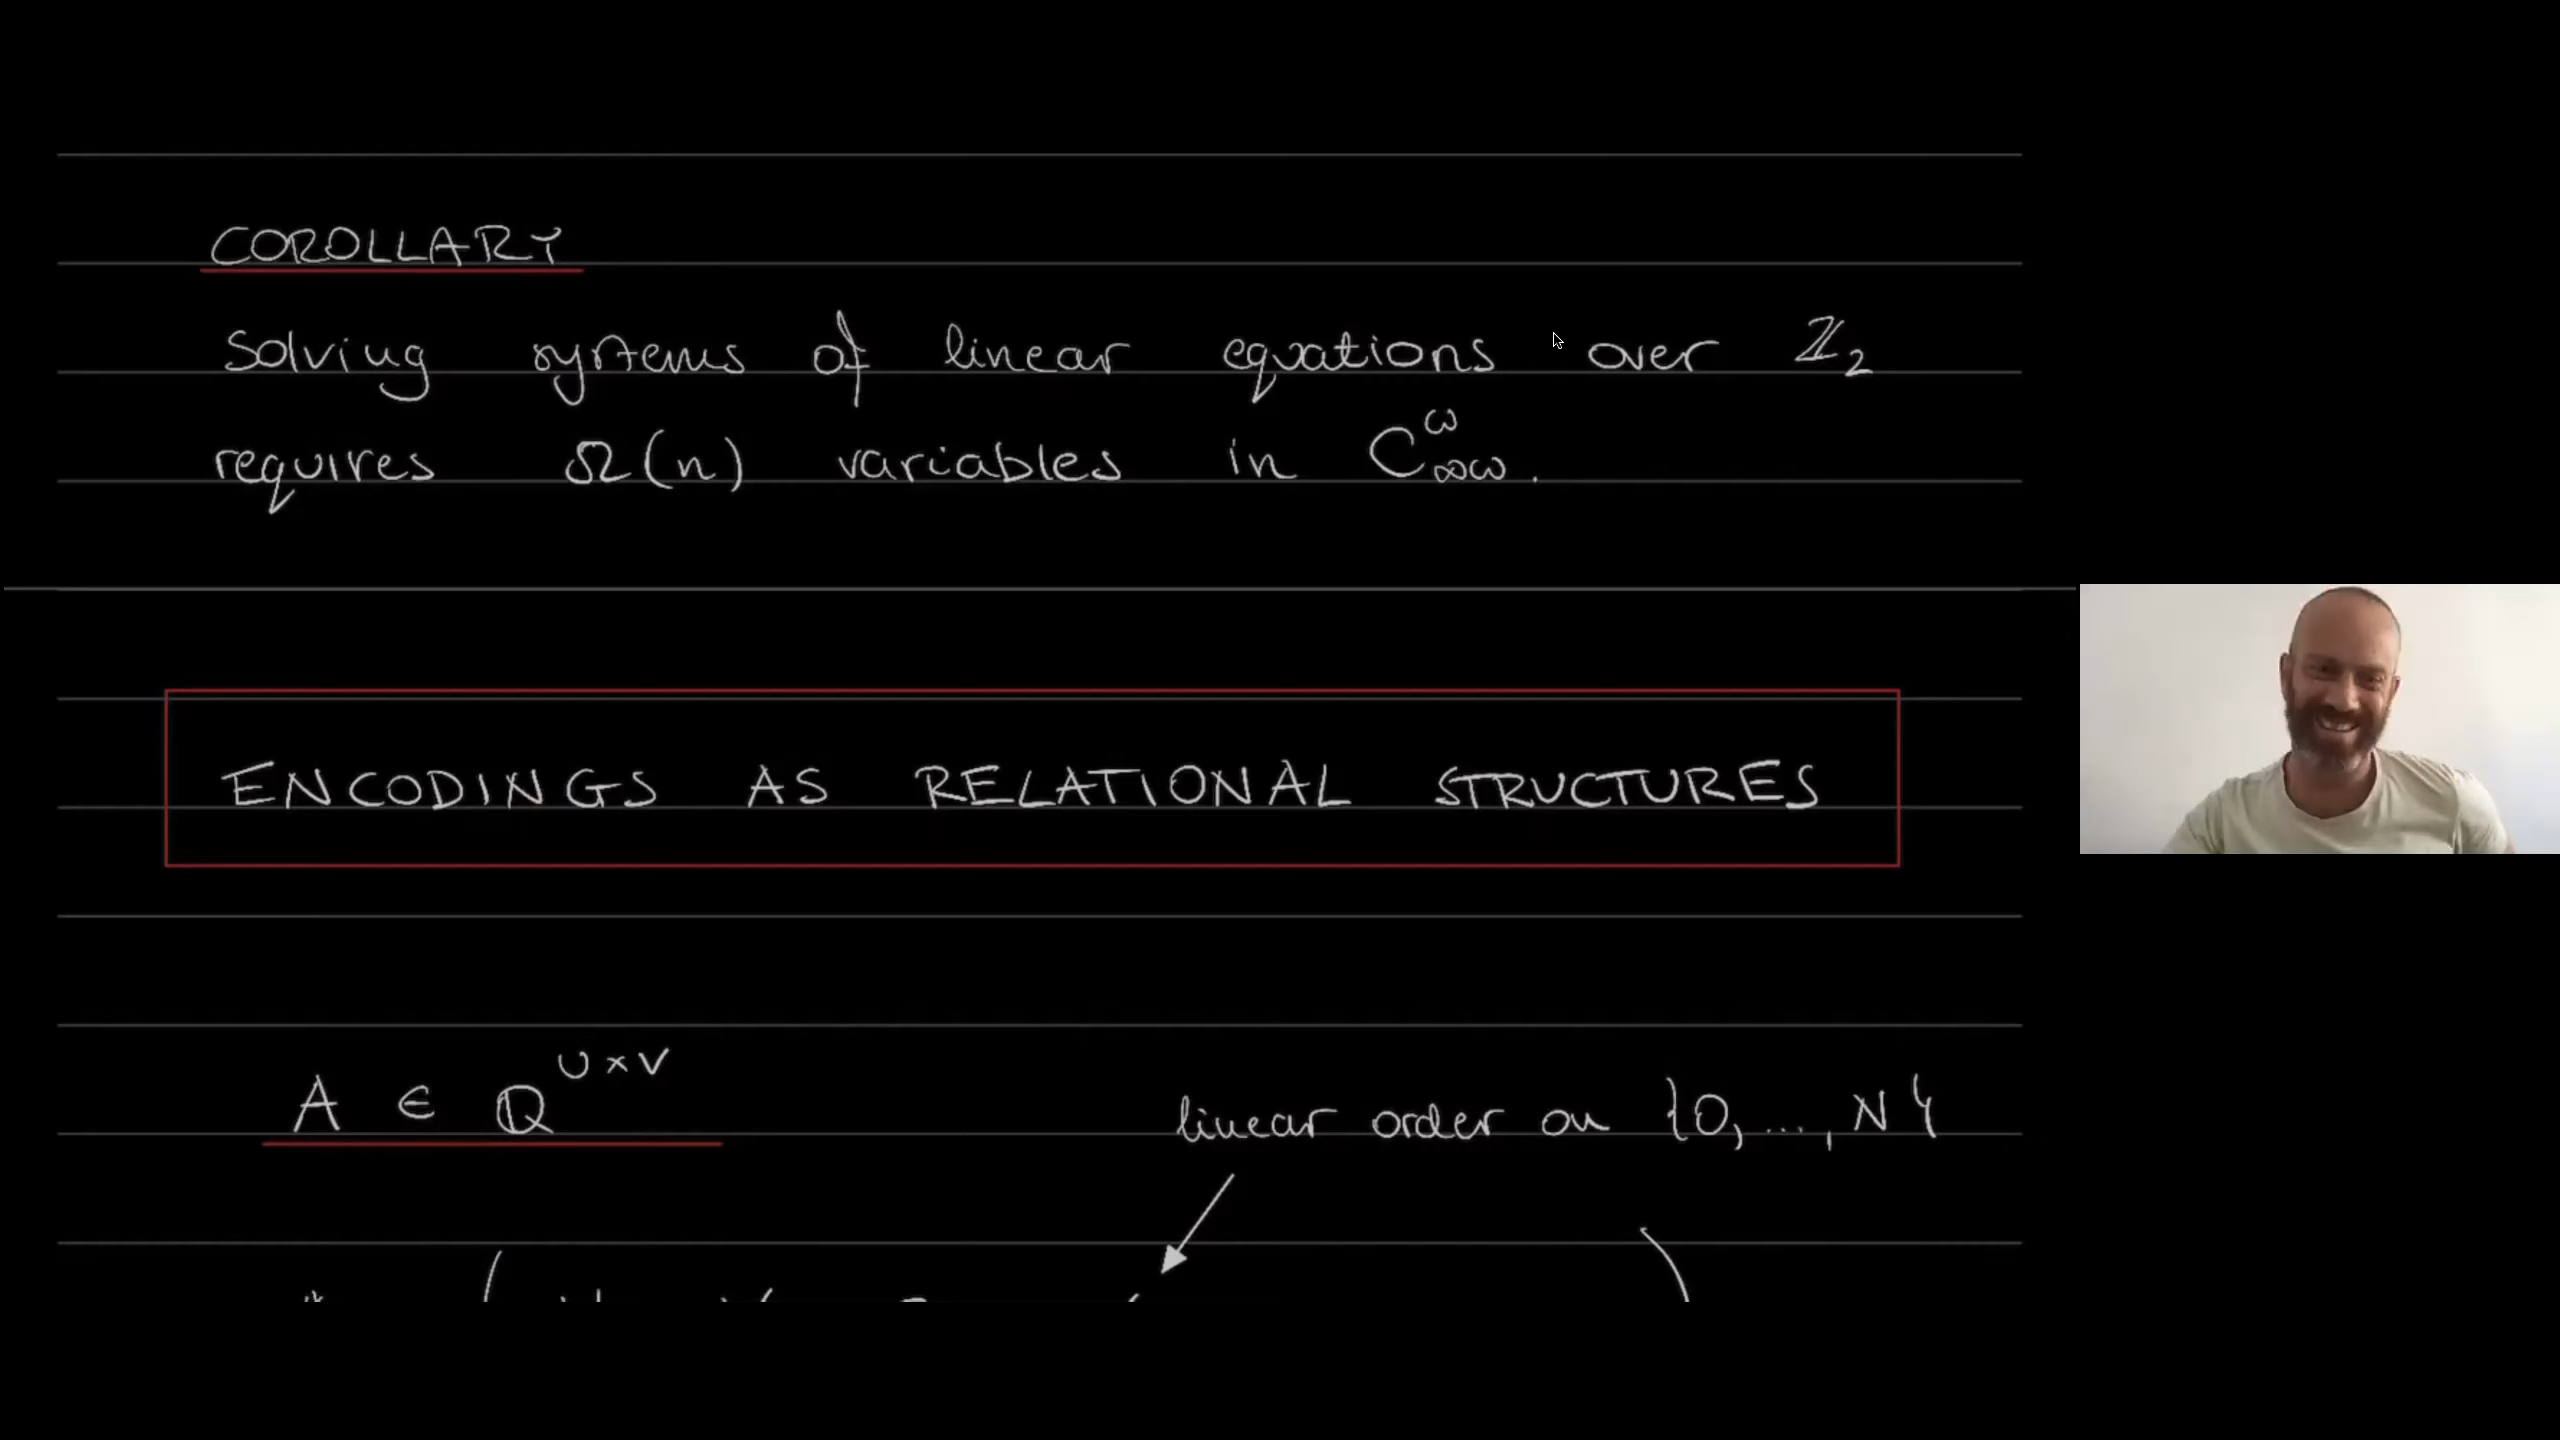 COROLLARY
Solving systems of linear equations over ℤ₂
requires Ω(n) variables in C^ω_∞ω.
ENCODINGS AS RELATIONAL STRUCTURES
A ∈ ℚ^U×V
linear order on {0, ..., N}